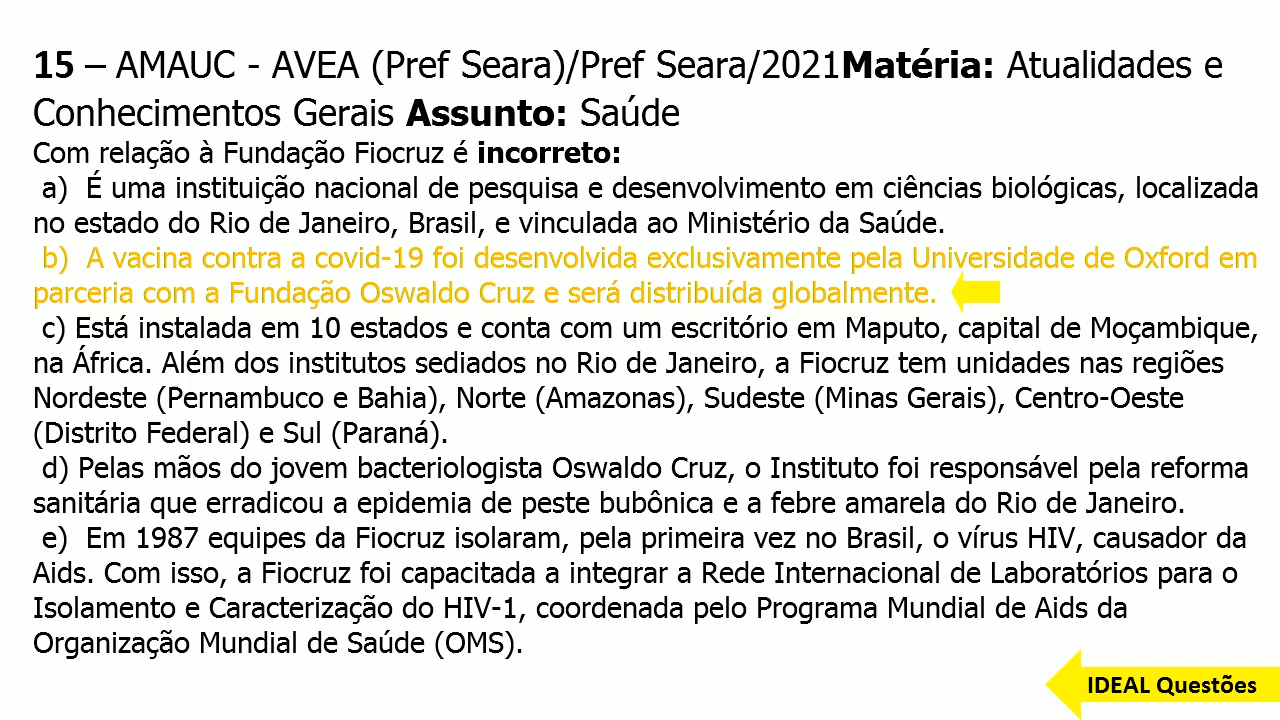 15 – AMAUC - AVEA (Pref Seara)/Pref Seara/2021Matéria: Atualidades e
Conhecimentos Gerais Assunto: Saúde
Com relação à Fundação Fiocruz é incorreto:
a) É uma instituição nacional de pesquisa e desenvolvimento em ciências biológicas, localizada
no estado do Rio de Janeiro, Brasil, e vinculada ao Ministério da Saúde.
b) A vacina contra a covid-19 foi desenvolvida exclusivamente pela Universidade de Oxford em
parceria com a Fundação Oswaldo Cruz e será distribuída globalmente.
c) Está instalada em 10 estados e conta com um escritório em Maputo, capital de Moçambique,
na África. Além dos institutos sediados no Rio de Janeiro, a Fiocruz tem unidades nas regiões
Nordeste (Pernambuco e Bahia), Norte (Amazonas), Sudeste (Minas Gerais), Centro-Oeste
(Distrito Federal) e Sul (Paraná).
d) Pelas mãos do jovem bacteriologista Oswaldo Cruz, o Instituto foi responsável pela reforma
sanitária que erradicou a epidemia de peste bubônica e a febre amarela do Rio de Janeiro.
e) Em 1987 equipes da Fiocruz isolaram, pela primeira vez no Brasil, o vírus HIV, causador da
Aids. Com isso, a Fiocruz foi capacitada a integrar a Rede Internacional de Laboratórios para o
Isolamento e Caracterização do HIV-1, coordenada pelo Programa Mundial de Aids da
Organização Mundial de Saúde (OMS).
IDEAL Questões